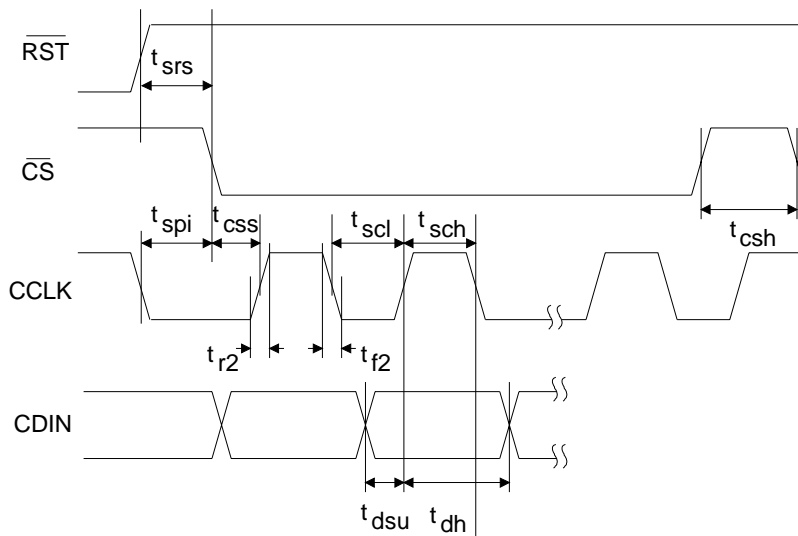 RST
t srs
CS
t spi
t css
t scl
t sch
t csh
CCLK
t r2
t f2
CDIN
t dsu
t dh